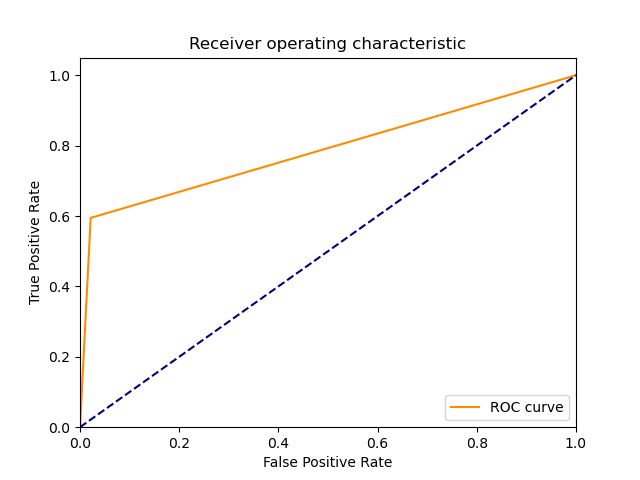 Receiver operating characteristic
True Positive Rate
1.0
0.8
0.6
0.4
0.2
0.0
0.0 0.2 0.4 0.6 0.8 1.0
False Positive Rate
ROC curve